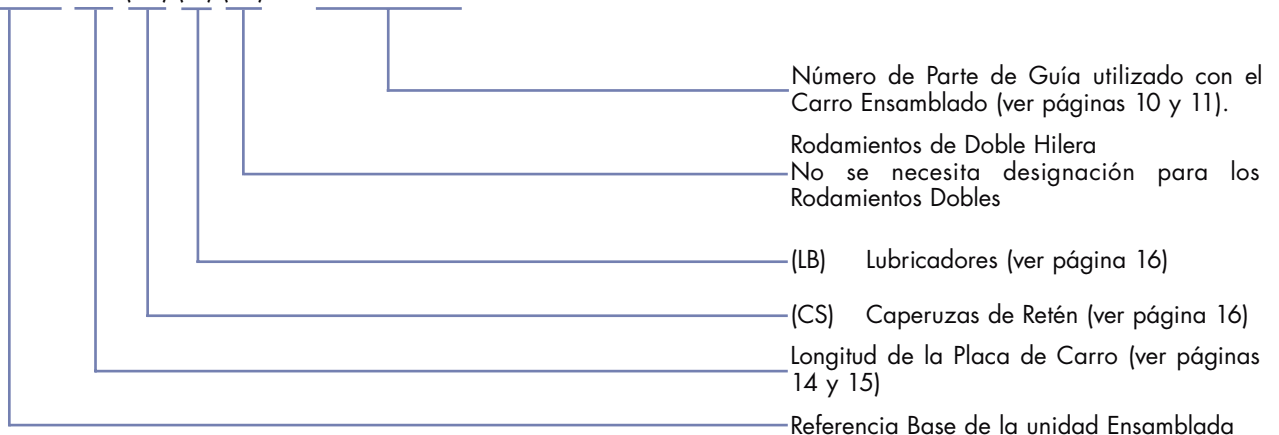 Número de Parte de Guía utilizado con el
Carro Ensamblado (ver páginas 10 y 11).
Rodamientos de Doble Hilera
No se necesita designación para los
Rodamientos Dobles
(LB) Lubricadores (ver página 16)
(CS) Caperuzas de Retén (ver página 16)
Longitud de la Placa de Carro (ver páginas
14 y 15)
Referencia Base de la unidad Ensamblada